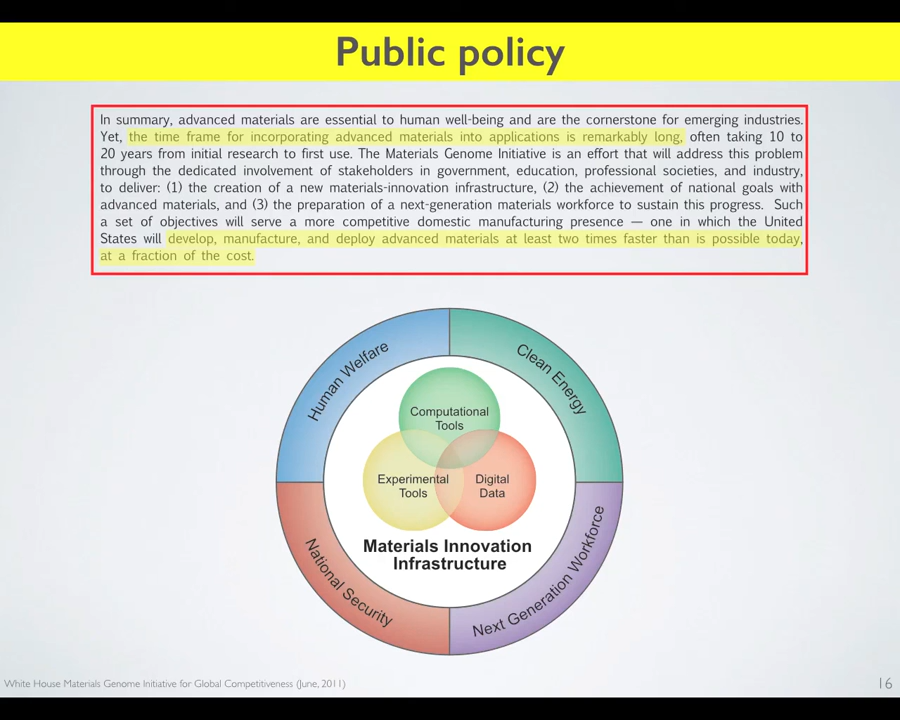 Public policy
In summary, advanced materials are essential to human well-being and are the cornerstone for emerging industries.
Yet, the time frame for incorporating advanced materials into applications is remarkably long, often taking 10 to
20 years from initial research to first use. The Materials Genome Initiative is an effort that will address this problem
through the dedicated involvement of stakeholders in government, education, professional societies, and industry,
to deliver: (1) the creation of a new materials-innovation infrastructure, (2) the achievement of national goals with
advanced materials, and (3) the preparation of a next-generation materials workforce to sustain this progress. Such
a set of objectives will serve a more competitive domestic manufacturing presence — one in which the United
States will develop, manufacture, and deploy advanced materials at least two times faster than is possible today,
at a fraction of the cost.
Human Welfare
Clean Energy
Computational
Tools
Experimental
Tools
Digital
Data
Materials Innovation
Infrastructure
National Security
Next Generation Workforce
White House Materials Genome Initiative for Global Competitiveness (June, 2011)
16